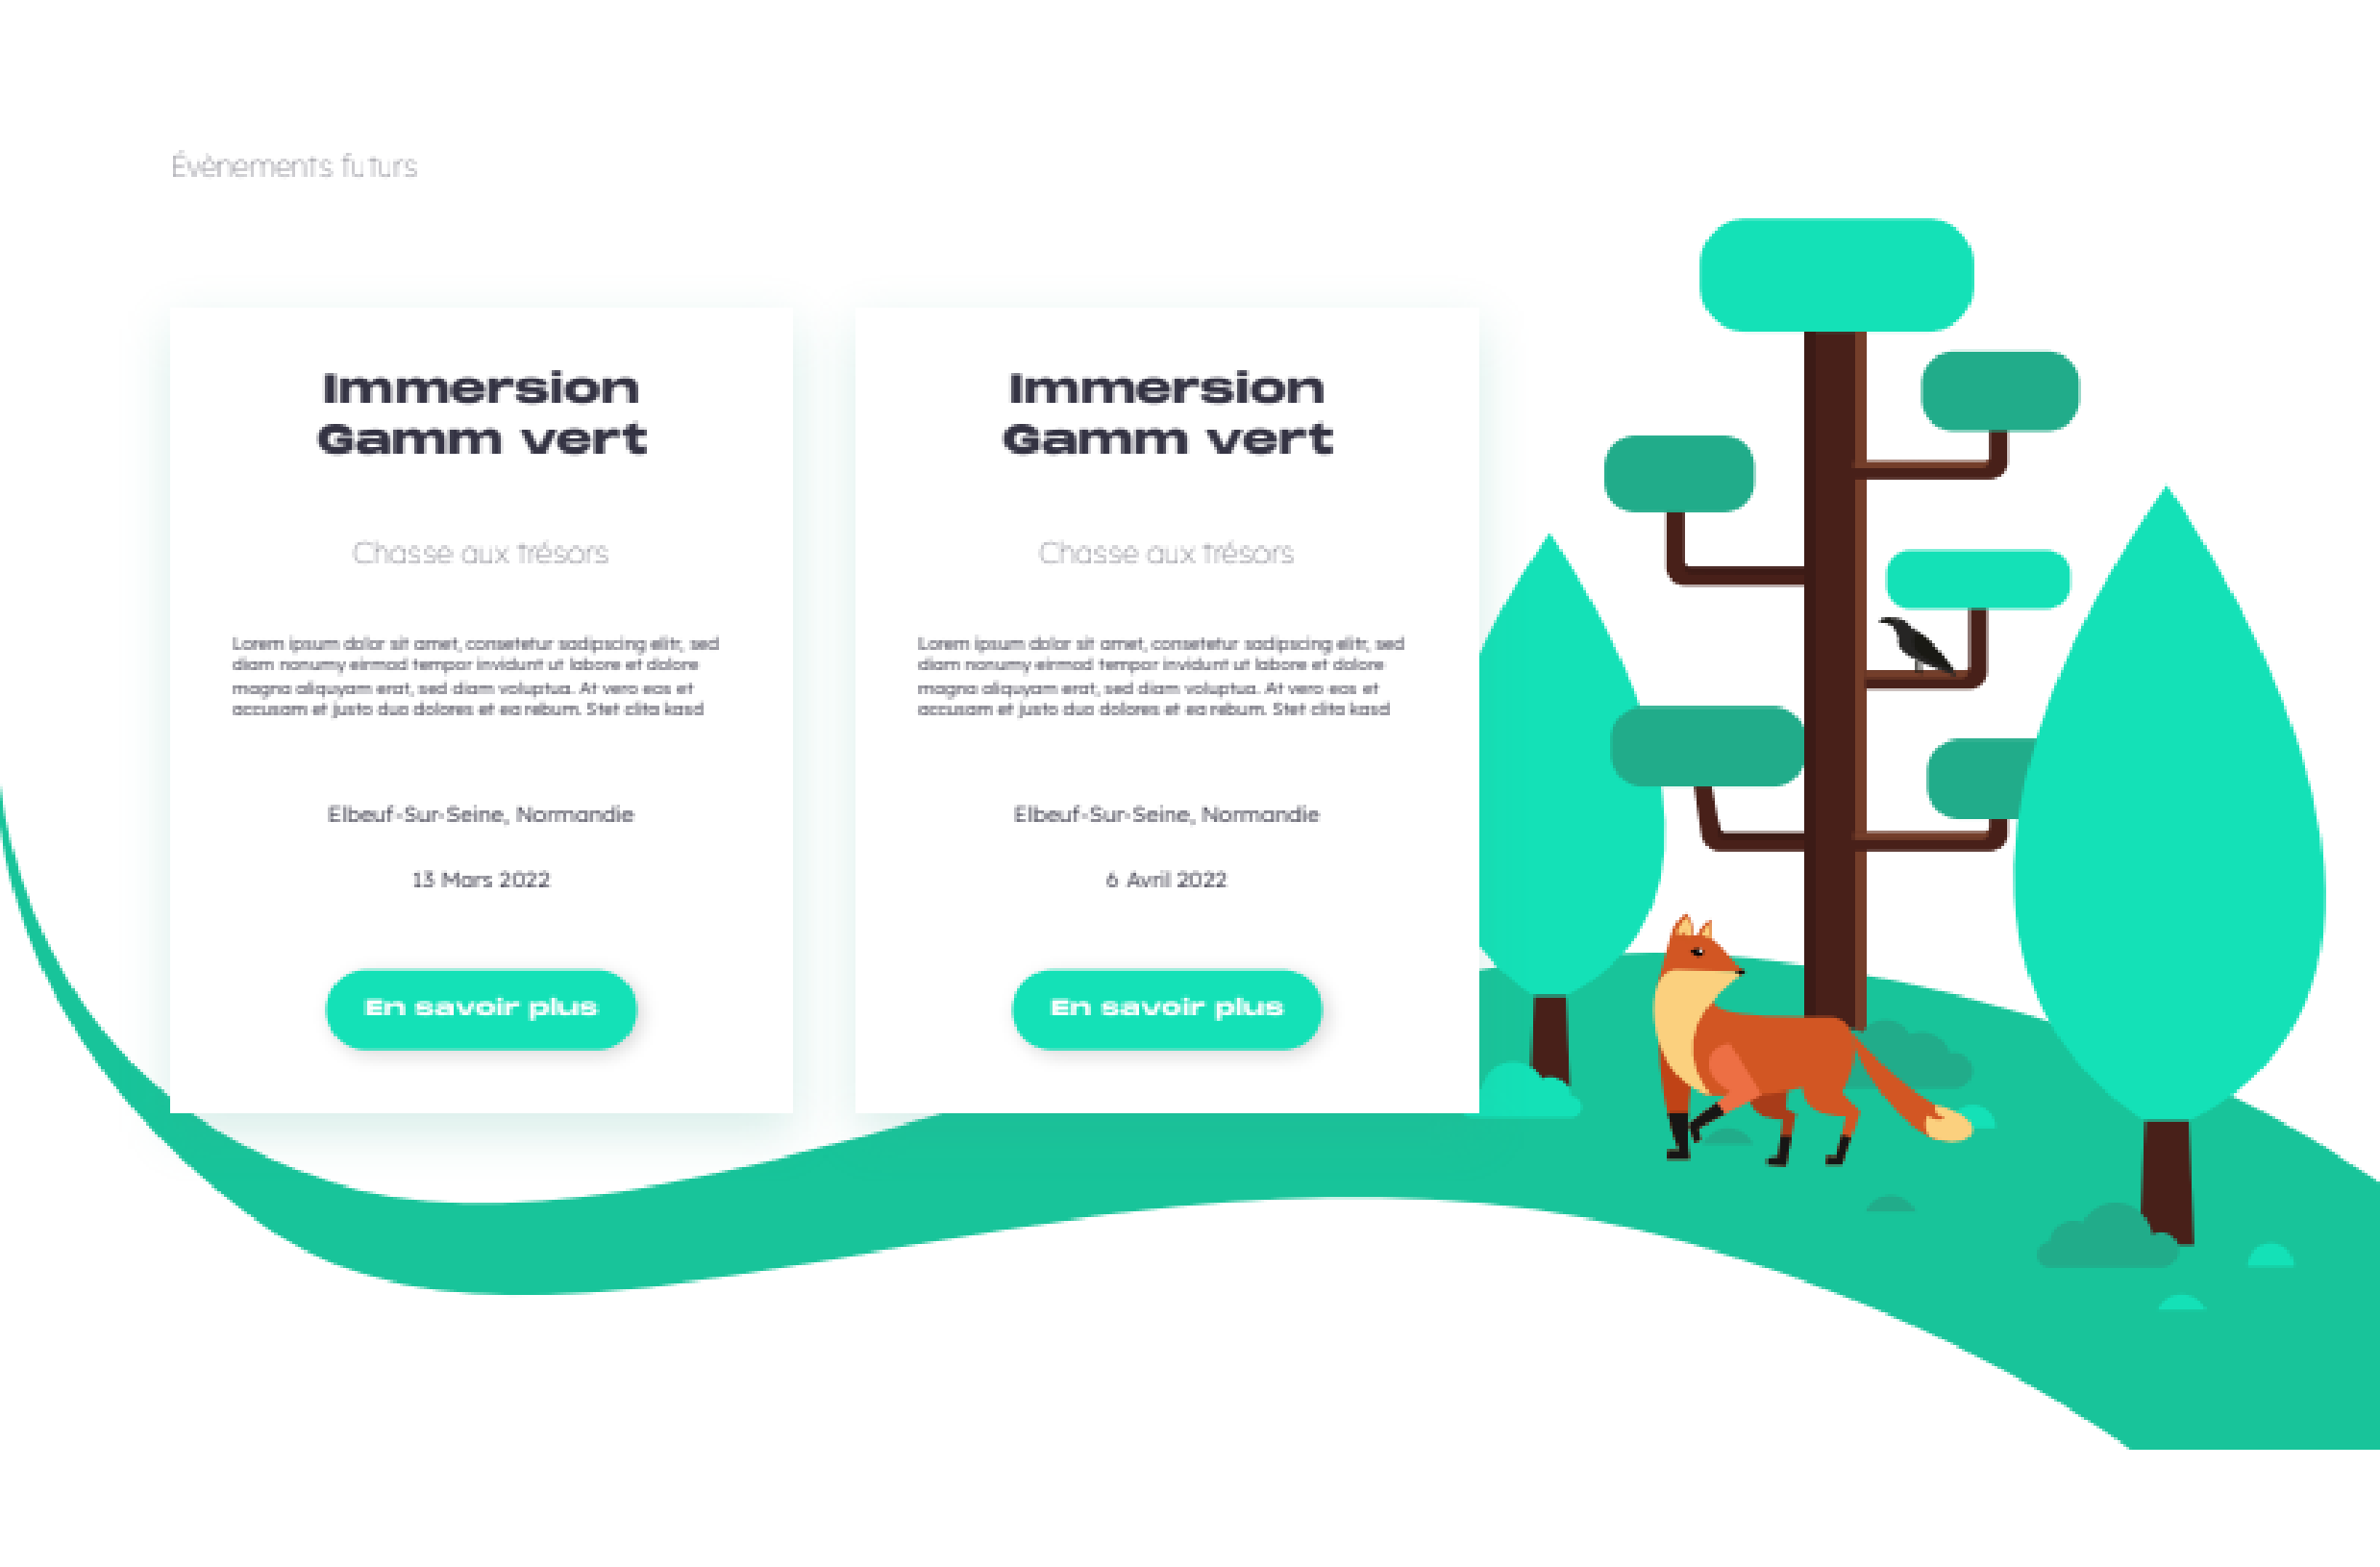 Évènements futurs
Immersion
Gamm vert
Chasse aux trésors
Lorem ipsum dolor sit amet, consetetur sadipscing elitr, sed
diam nonumy eirmod tempor invidunt ut labore et dolore
magna aliquyam erat, sed diam voluptua. At vero eos et
accusam et justo duo dolores et ea rebum. Stet clita kasd
Elbeuf-Sur-Seine, Normandie
13 Mars 2022
En savoir plus
Immersion
Gamm vert
Chasse aux trésors
Lorem ipsum dolor sit amet, consetetur sadipscing elitr, sed
diam nonumy eirmod tempor invidunt ut labore et dolore
magna aliquyam erat, sed diam voluptua. At vero eos et
accusam et justo duo dolores et ea rebum. Stet clita kasd
Elbeuf-Sur-Seine, Normandie
6 Avril 2022
En savoir plus